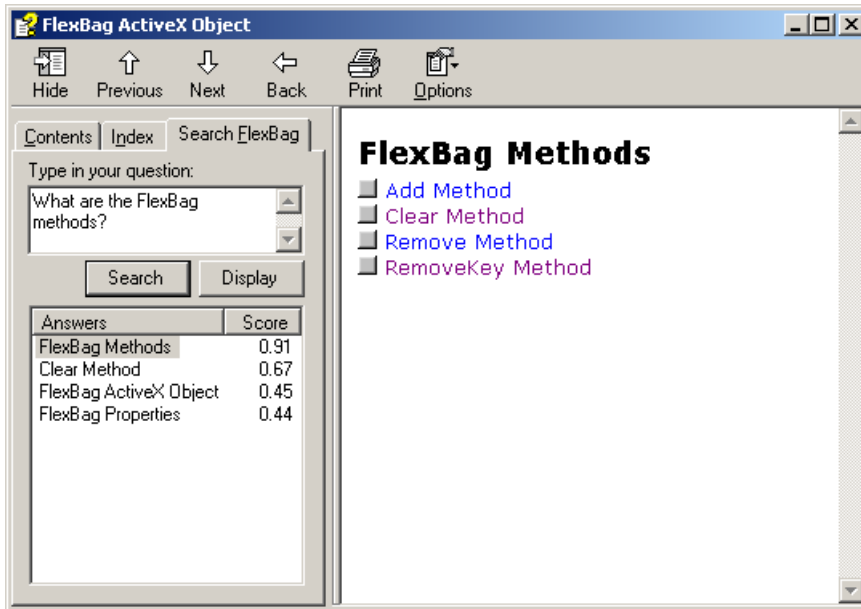 FlexBag ActiveX Object
Hide Previous Next Back Print Options
Contents Index Search FlexBag
Type in your question:
What are the FlexBag
methods?
Search Display
Answers Score
FlexBag Methods 0.91
Clear Method 0.67
FlexBag ActiveX Object 0.45
FlexBag Properties 0.44
FlexBag Methods
Add Method
Clear Method
Remove Method
RemoveKey Method